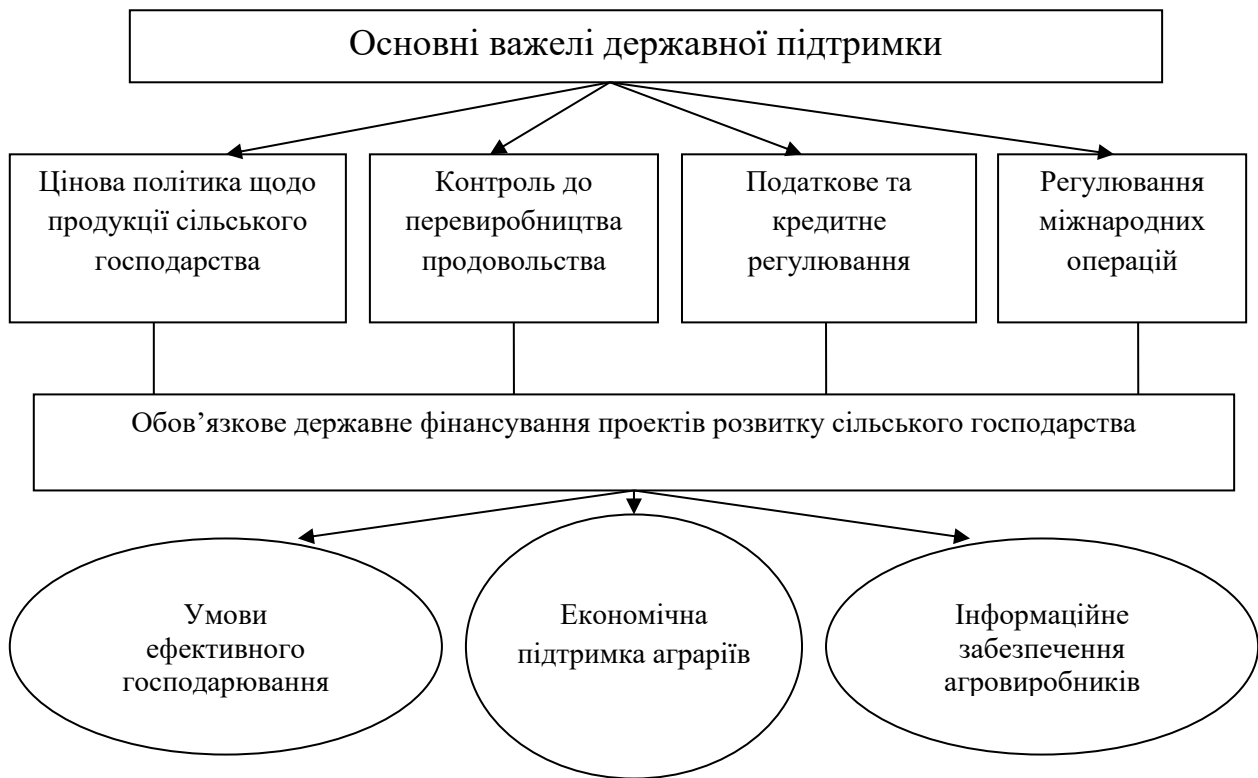 Основні важелі державної підтримки
Цінова політика щодо
продукції сільського
господарства
Контроль до
перевиробництва
продовольства
Податкове та
кредитне
регулювання
Регулювання
міжнародних
операцій
Обов’язкове державне фінансування проектів розвитку сільського господарства
Умови
ефективного
господарювання
Економічна
підтримка аграріїв
Інформаційне
забезпечення
агровиробників